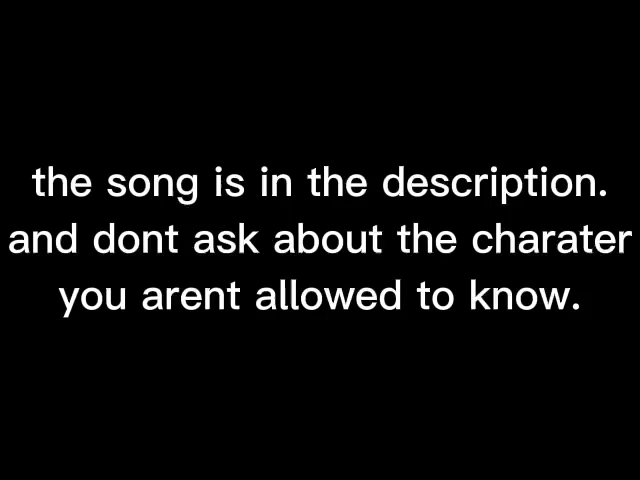 the song is in the description.
and dont ask about the charater
you arent allowed to know.